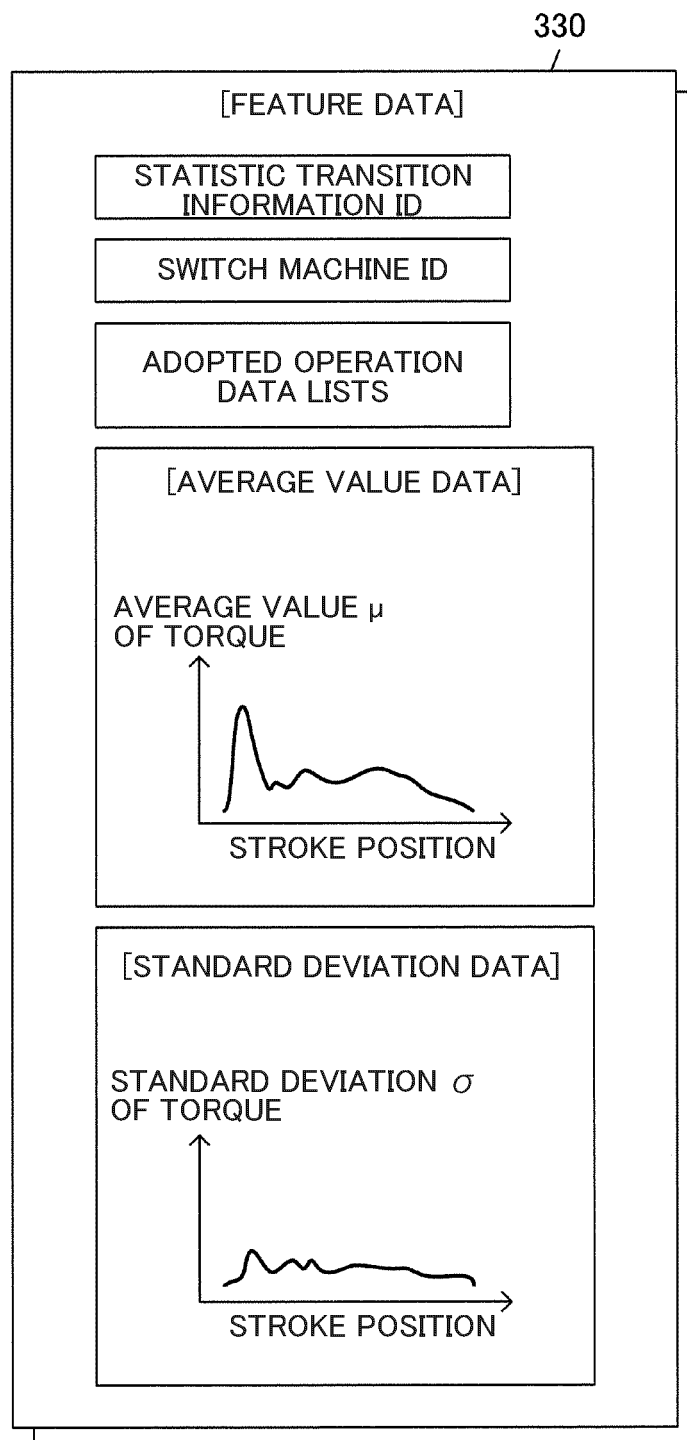 330
[FEATURE DATA]
STATISTIC TRANSITION
INFORMATION ID
SWITCH MACHINE ID
ADOPTED OPERATION
DATA LISTS
[AVERAGE VALUE DATA]
AVERAGE VALUE μ
OF TORQUE
STROKE POSITION
[STANDARD DEVIATION DATA]
STANDARD DEVIATION σ
OF TORQUE
STROKE POSITION